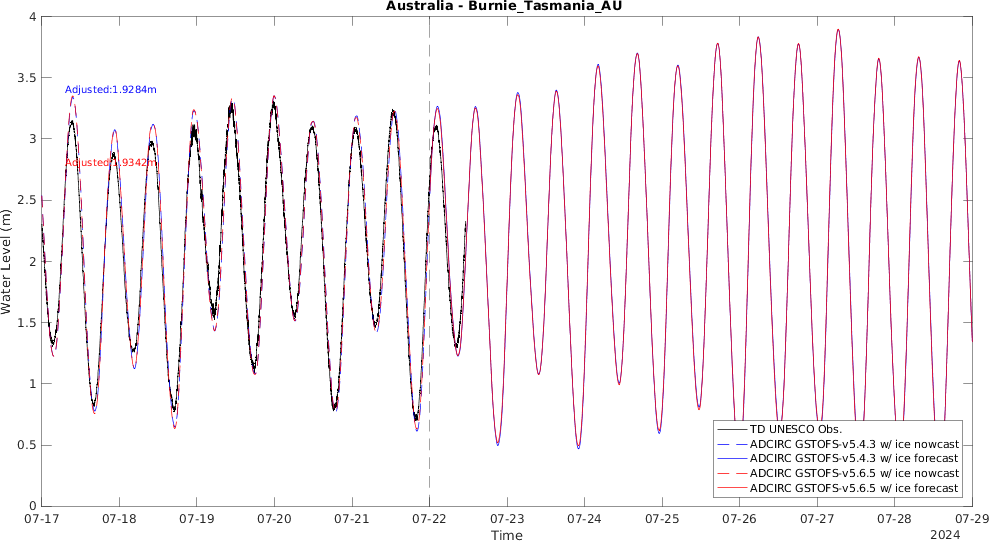 Australia - Burnie_Tasmania_AU
4
3.5
3
2.5
2
1.5
1
0.5
0
Water Level (m)
Adjusted:1.9284m
Adjusted:1.9342m
TD UNESCO Obs.
ADCIRC GSTOFS-v5.4.3 w/ ice nowcast
ADCIRC GSTOFS-v5.4.3 w/ ice forecast
ADCIRC GSTOFS-v5.6.5 w/ ice nowcast
ADCIRC GSTOFS-v5.6.5 w/ ice forecast
07-17 07-18 07-19 07-20 07-21 07-22 07-23 07-24 07-25 07-26 07-27 07-28 07-29
Time
2024